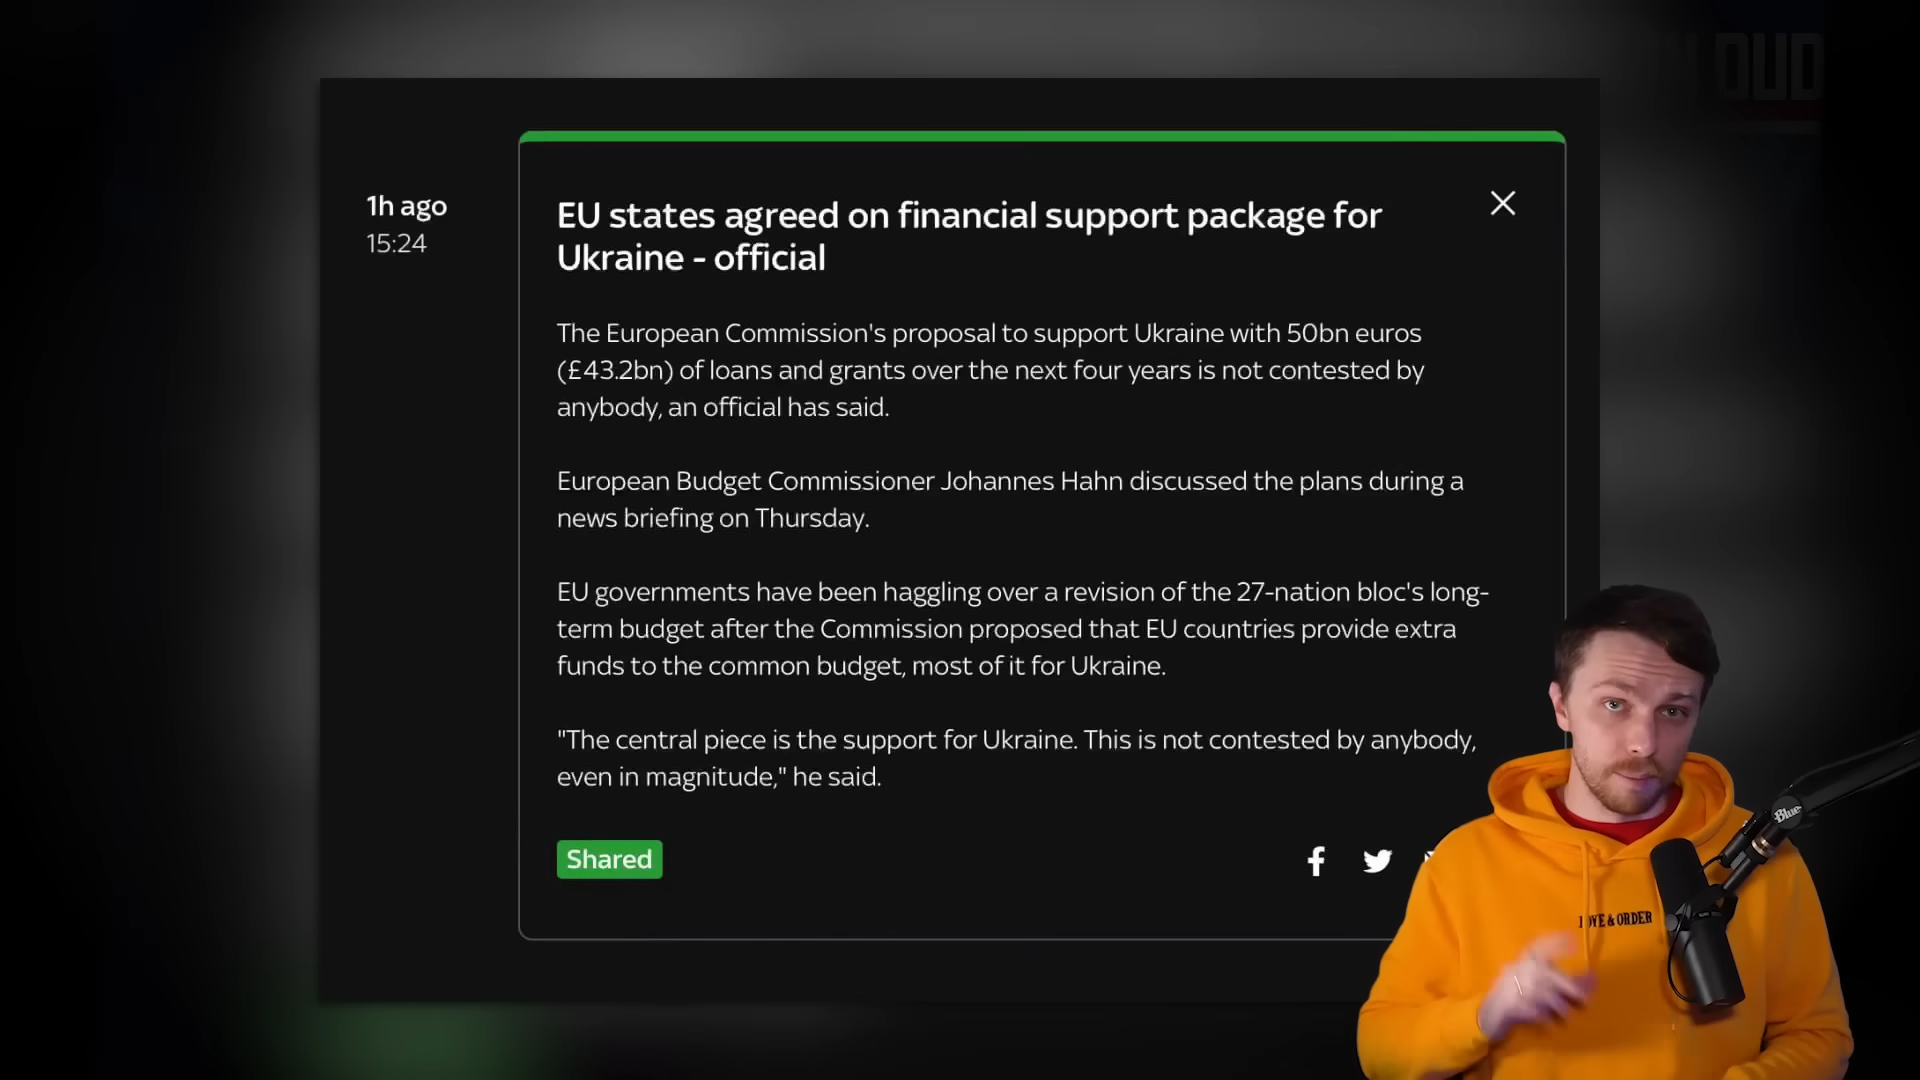 1h ago
15:24
EU states agreed on financial support package for
Ukraine - official
The European Commission's proposal to support Ukraine with 50bn euros
(£43.2bn) of loans and grants over the next four years is not contested by
anybody, an official has said.
European Budget Commissioner Johannes Hahn discussed the plans during a
news briefing on Thursday.
EU governments have been haggling over a revision of the 27-nation bloc's long-
term budget after the Commission proposed that EU countries provide extra
funds to the common budget, most of it for Ukraine.
"The central piece is the support for Ukraine. This is not contested by anybody,
even in magnitude," he said.
Shared
LOVE & ORDER
Blue